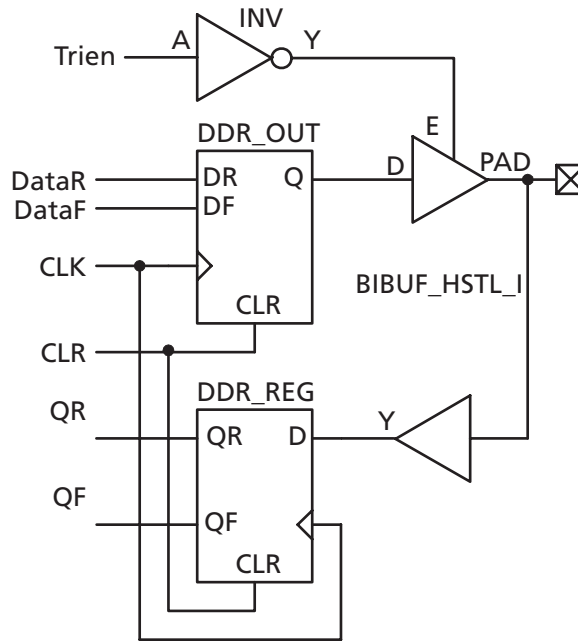 INV
Trien
A
Y
E
DDR_OUT
DataR
DR
Q
D
PAD
DataF
DF
CLK
BIBUF_HSTL_I
CLR
CLR
DDR_REG
QR
QR
D
Y
QF
QF
CLR